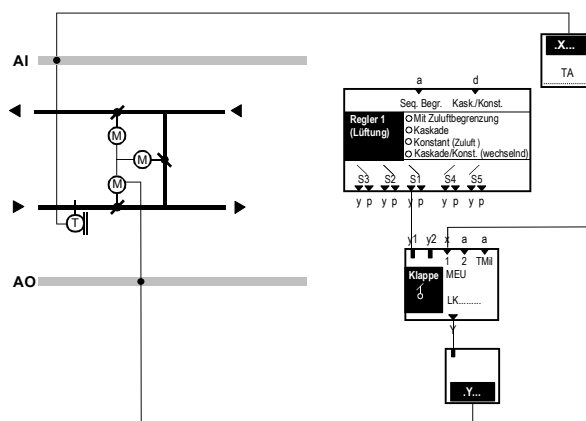 .X...
TA
AI
a d
Seq. Begr. Kask./Konst.
Regler 1
(Lüftung)
Mit Zuluftbegrenzung
Kaskade
Konstant (Zuluft)
Kaskade/Konst. (wechselnd)
M
M
M
S3 S2 S1 S4 S5
y p y p y p y p y p
T
y1 y2 x a a
1 2 TMil
Klappe
MEU
LK.........
AO
Y
.Y...